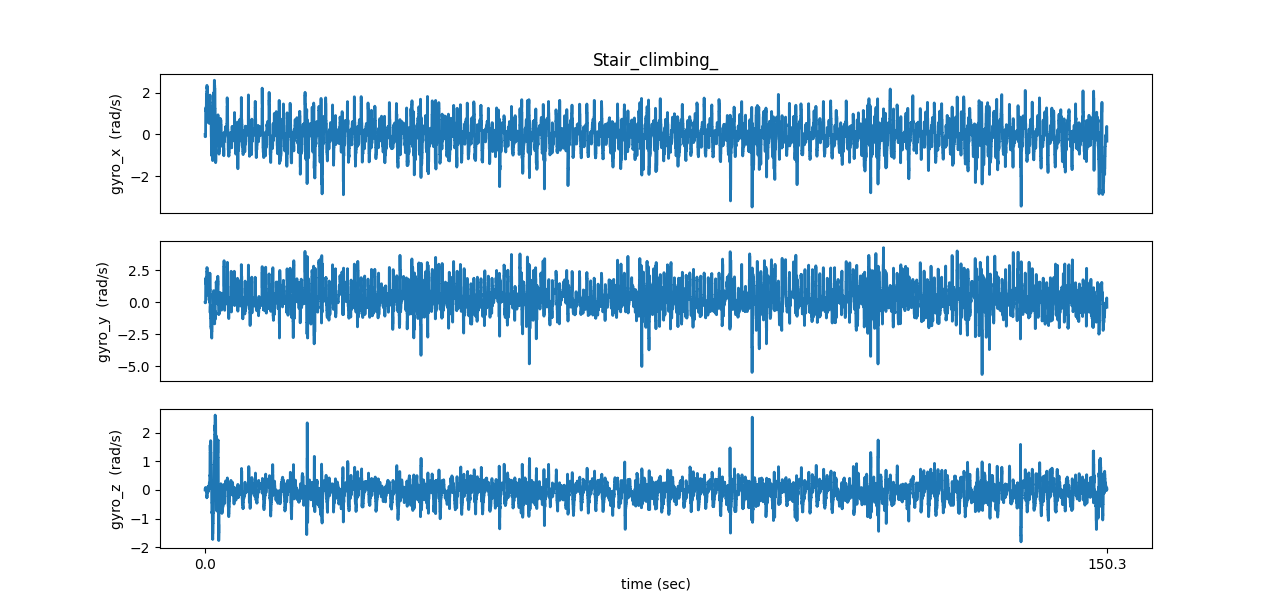 Stair_climbing_
gyro_x (rad/s)
2
0
−2
gyro_y (rad/s)
2.5
0.0
−2.5
−5.0
gyro_z (rad/s)
2
1
0
−1
−2
0.0
150.3
time (sec)